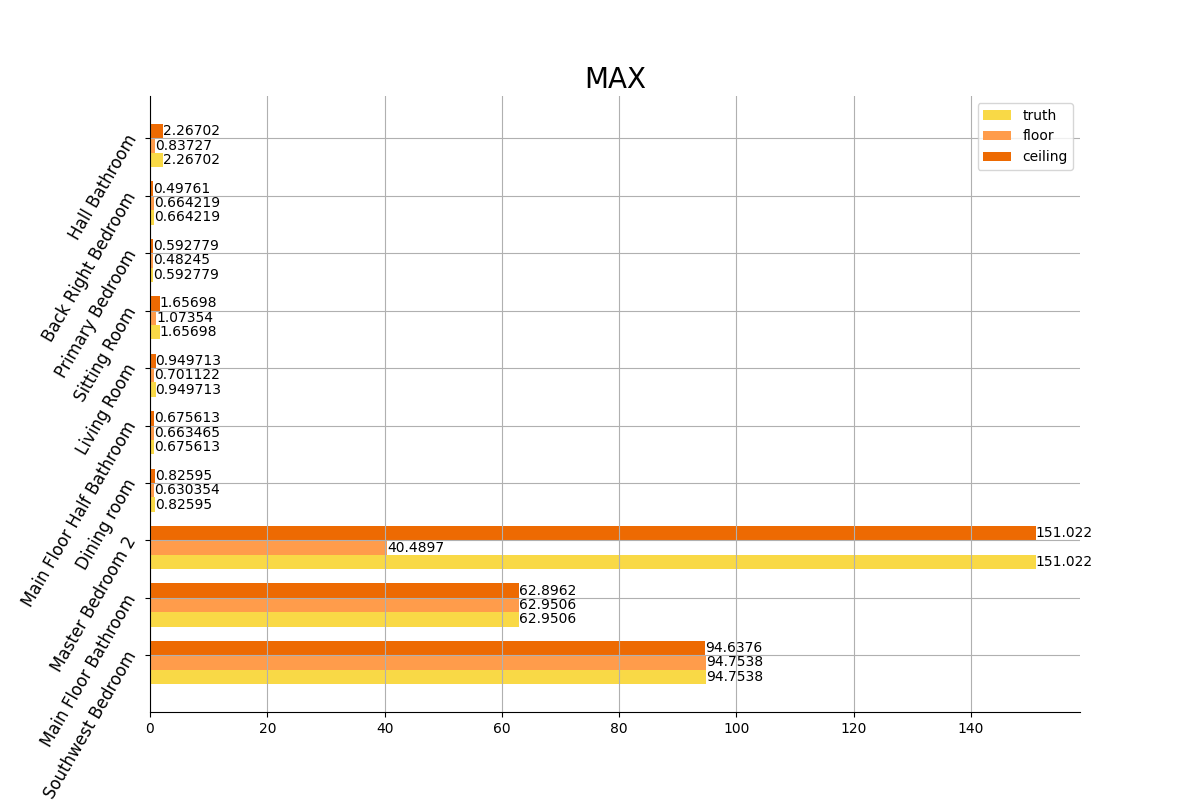 MAX
truth
floor
ceiling
Hall Bathroom
2.26702
0.83727
2.26702
Back Right Bedroom
0.49761
0.664219
0.664219
Primary Bedroom
0.592779
0.48245
0.592779
Sitting Room
1.65698
1.07354
1.65698
Living Room
0.949713
0.701122
0.949713
Main Floor Half Bathroom
0.675613
0.663465
0.675613
Dining room
0.82595
0.630354
0.82595
Master Bedroom 2
151.022
40.4897
151.022
Main Floor Bathroom
62.8962
62.9506
62.9506
Southwest Bedroom
94.6376
94.7538
94.7538
0 20 40 60 80 100 120 140